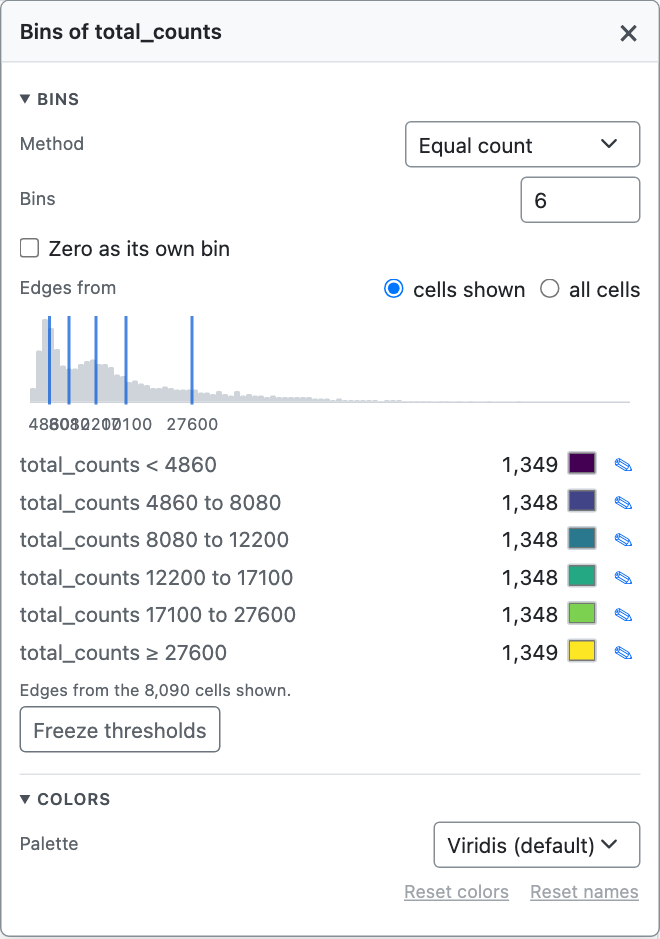 Bins of total_counts
BINS
Method
Equal count
Bins
6
Zero as its own bin
Edges from
cells shown
all cells
4860
8080
12200
17100
27600
total_counts < 4860 1,349
total_counts 4860 to 8080 1,348
total_counts 8080 to 12200 1,348
total_counts 12200 to 17100 1,348
total_counts 17100 to 27600 1,348
total_counts ≥ 27600 1,349
Edges from the 8,090 cells shown.
Freeze thresholds
COLORS
Palette
Viridis (default)
Reset colors Reset names